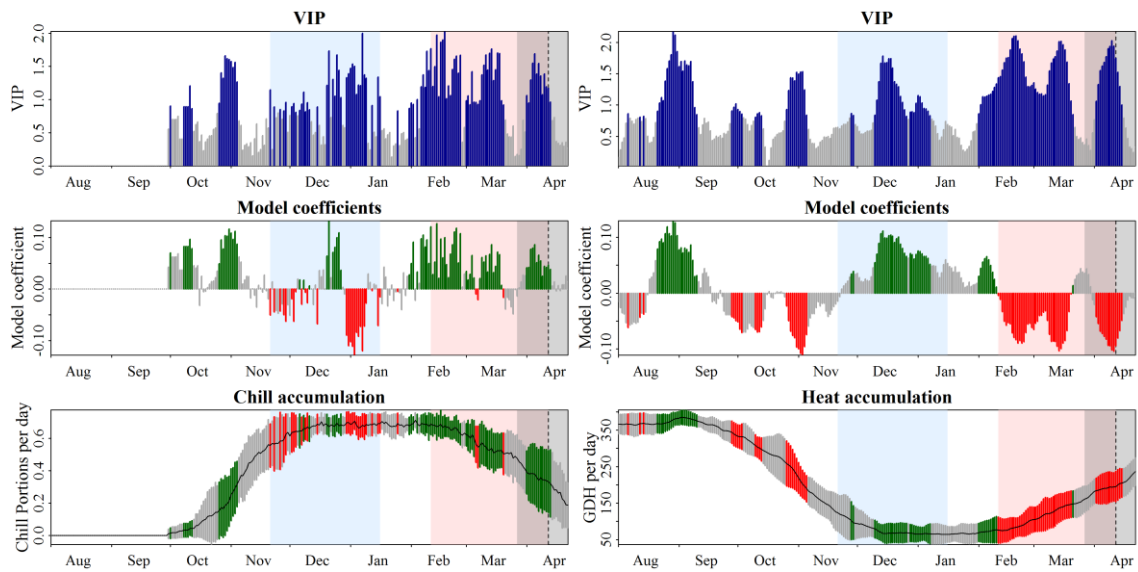 VIP
VIP
VIP
0.0 0.5 1.0 1.5 2.0
Aug Sep Oct Nov Dec Jan Feb Mar Apr
VIP
0.5 1.0 1.5 2.0
Aug Sep Oct Nov Dec Jan Feb Mar Apr
Model coefficients
Model coefficients
Model coefficient
-0.10 0.00 0.10
Aug Sep Oct Nov Dec Jan Feb Mar Apr
Model coefficient
-0.10 0.00 0.10
Aug Sep Oct Nov Dec Jan Feb Mar Apr
Chill accumulation
Heat accumulation
Chill Portions per day
0.0 0.2 0.4 0.6
Aug Sep Oct Nov Dec Jan Feb Mar Apr
GDH per day
50 150 250 350
Aug Sep Oct Nov Dec Jan Feb Mar Apr